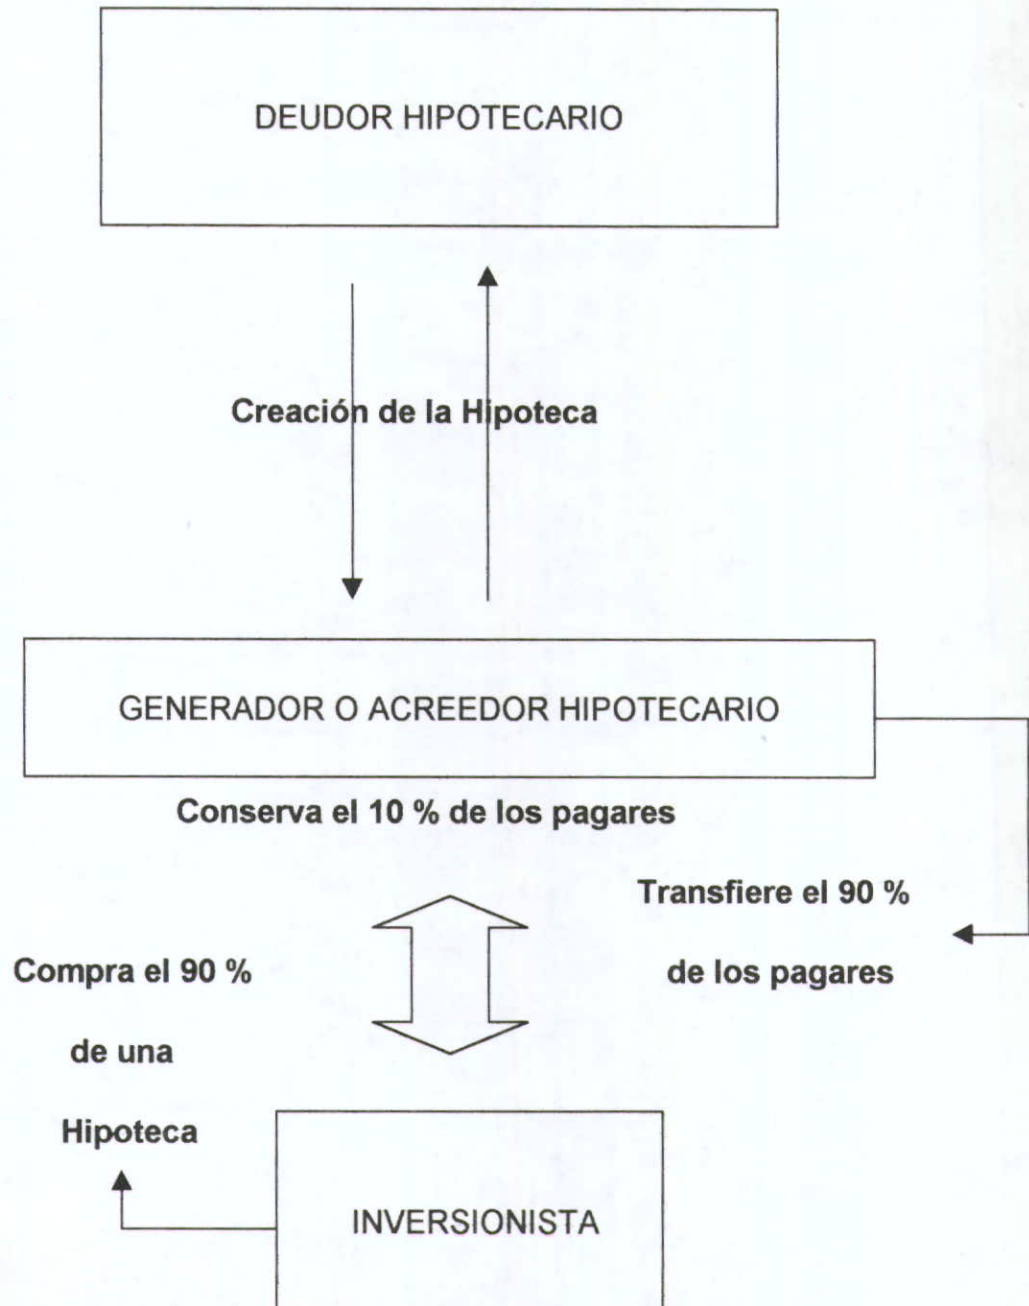 DEUDOR HIPOTECARIO
Creación de la Hipoteca
GENERADOR O ACREEDOR HIPOTECARIO
Conserva el 10 % de los pagares
Transfiere el 90 %
de los pagares
Compra el 90 %
de una
Hipoteca
INVERSIONISTA